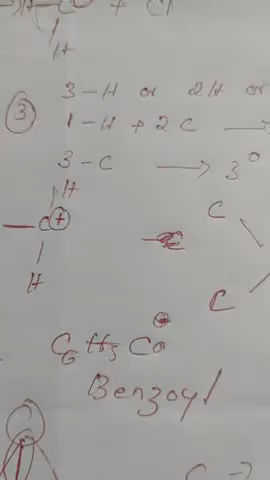 H
3-H or 2H or
③
1-H + 2C →
3-C → 3°
H
C⊕
H
C
C
C
C6H5CO⊕
Benzoyl